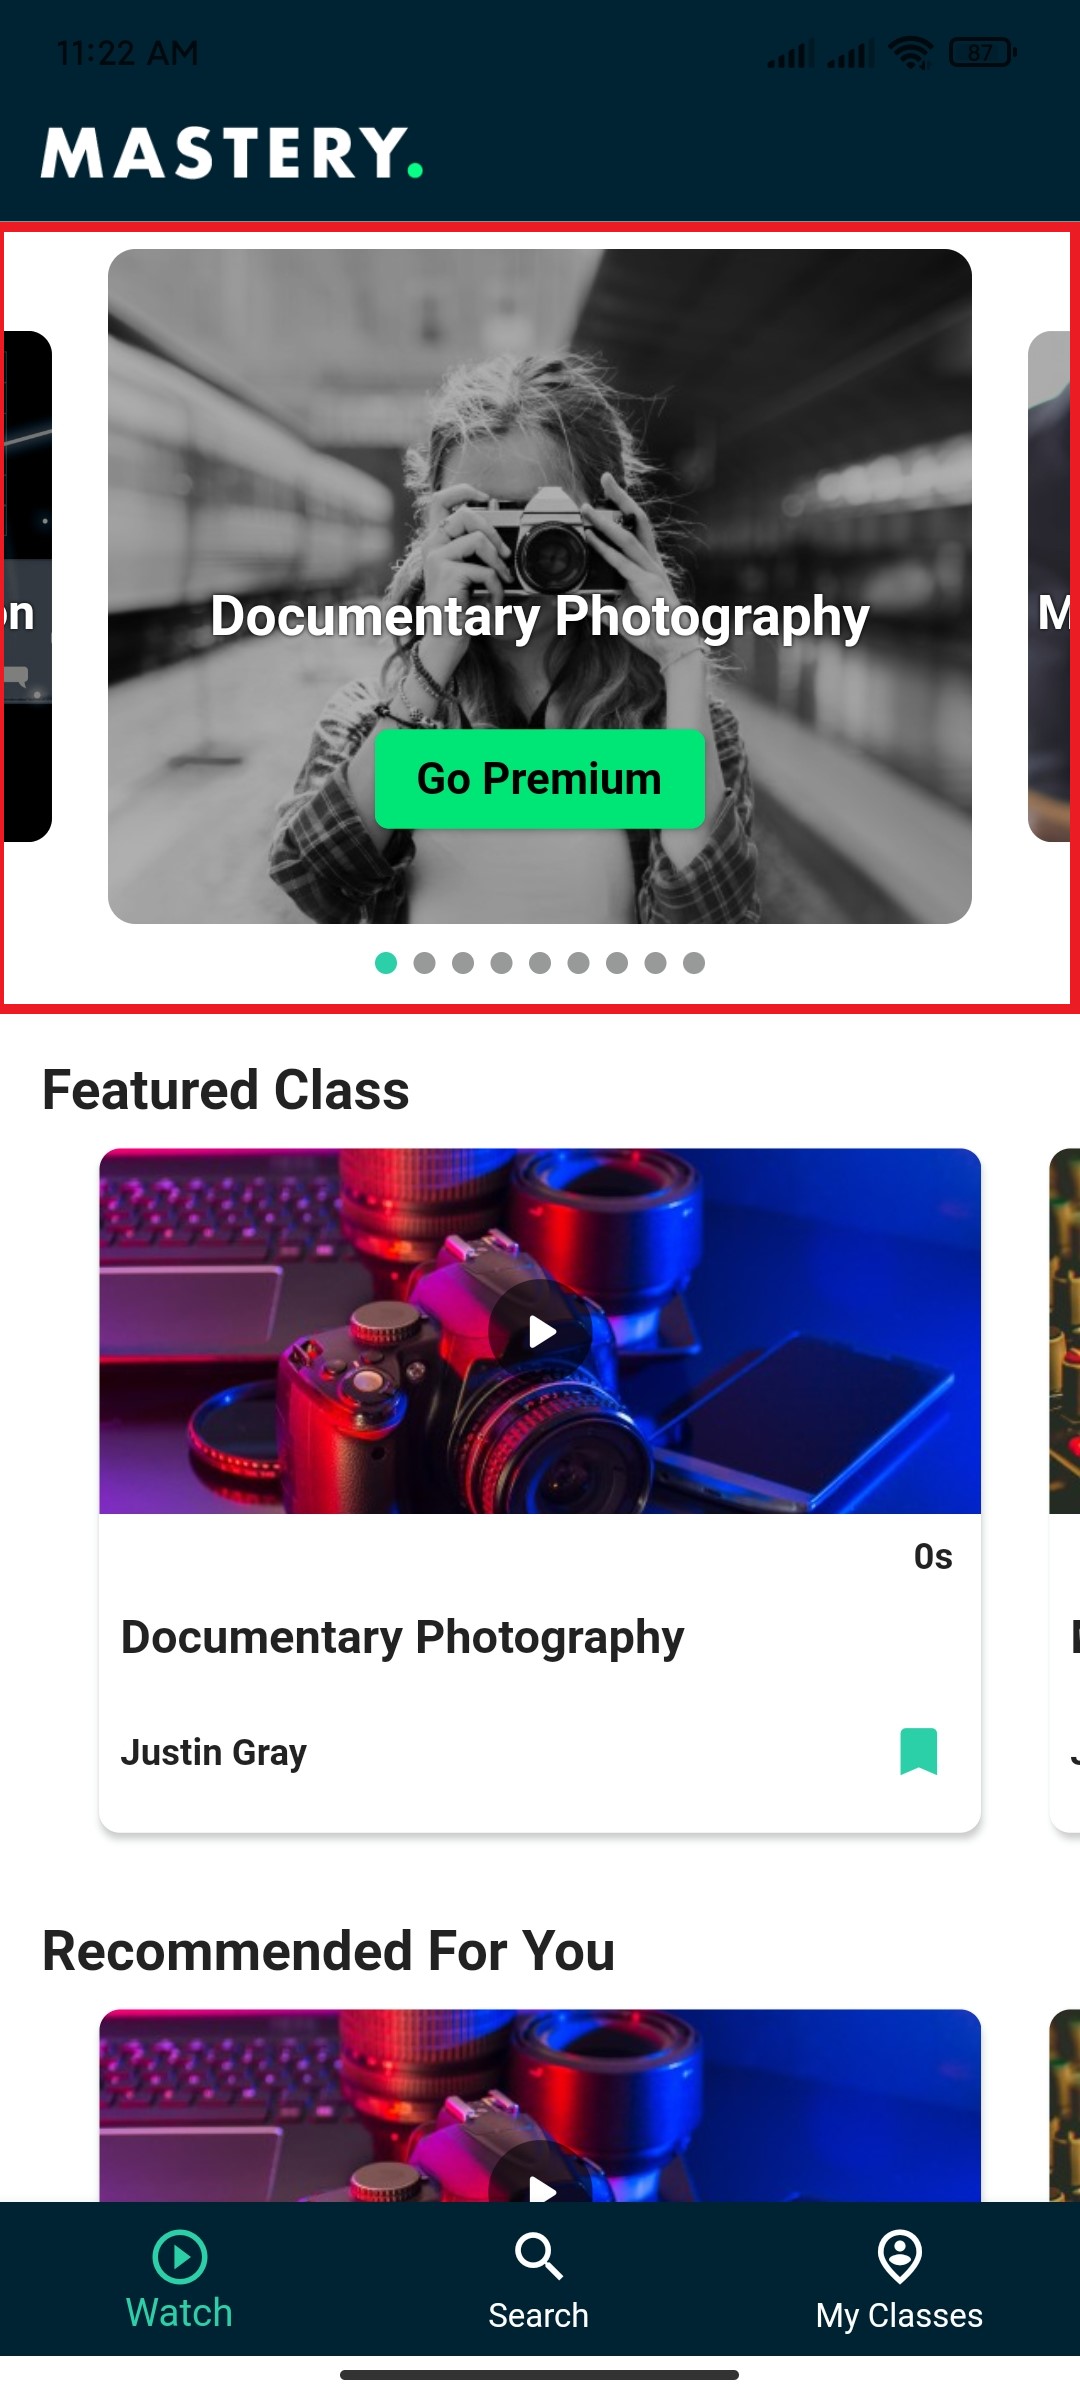 11:22 AM
87
MASTERY.
on
Documentary Photography
M
Go Premium
Featured Class
0s
Documentary Photography
Justin Gray
Recommended For You
Watch
Search
My Classes